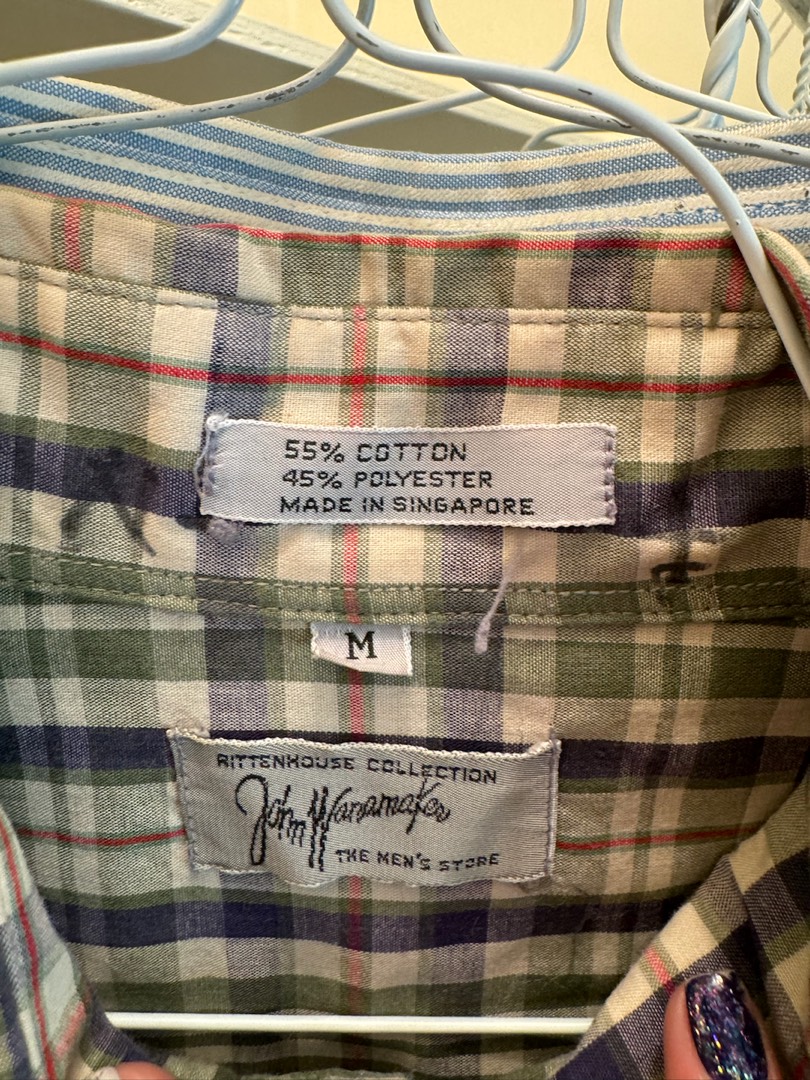 55% COTTON
45% POLYESTER
MADE IN SINGAPORE
M
RITTENHOUSE COLLECTION
John Wanamaker
THE MEN'S STORE